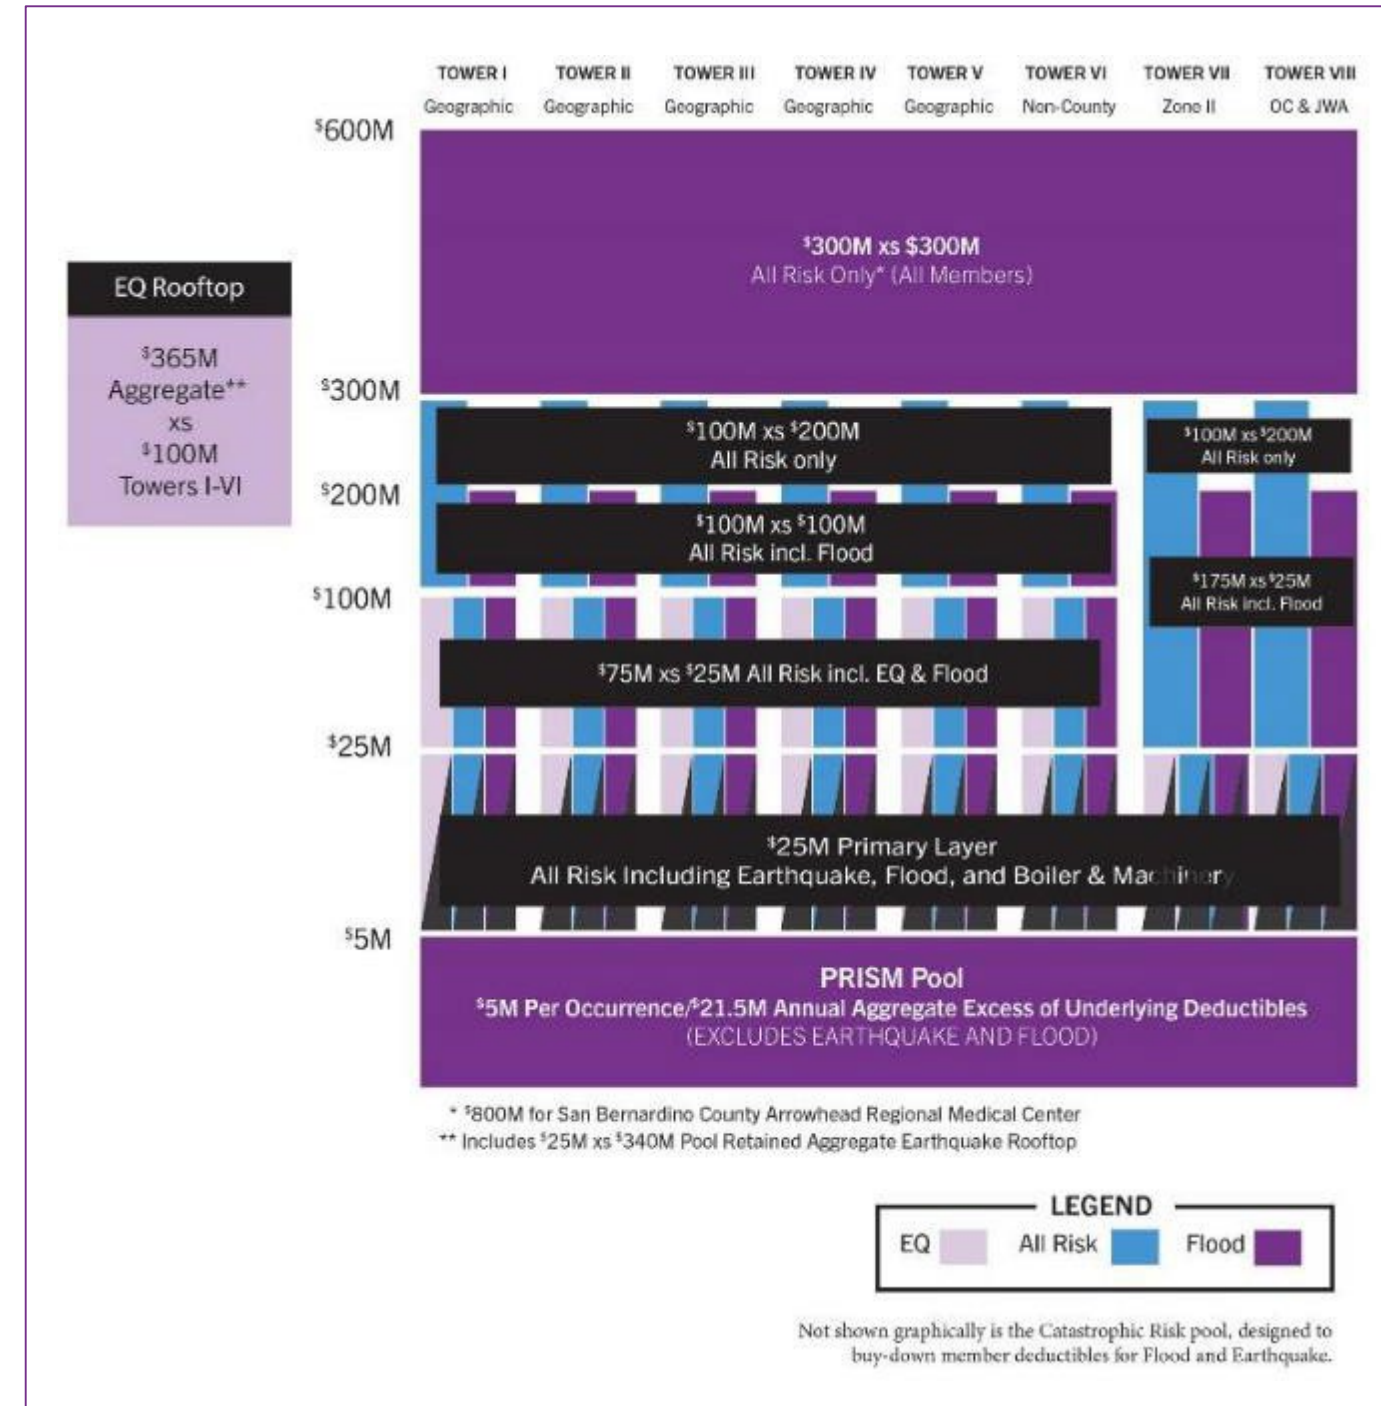 TOWER I TOWER II TOWER III TOWER IV TOWER V TOWER VI TOWER VII TOWER VIII
Geographic Geographic Geographic Geographic Geographic Non-County Zone II OC & JWA
$600M
$300M xs $300M
All Risk Only* (All Members)
EQ Rooftop
$365M
Aggregate**
xs
$100M
Towers I-VI
$300M
$100M xs $200M
All Risk only
$100M xs $200M
All Risk only
$200M
$100M xs $100M
All Risk incl. Flood
$175M xs $25M
All Risk incl. Flood
$100M
$75M xs $25M All Risk incl. EQ & Flood
$25M
$25M Primary Layer
All Risk Including Earthquake, Flood, and Boiler & Machinery
$5M
PRISM Pool
$5M Per Occurrence/$21.5M Annual Aggregate Excess of Underlying Deductibles
(EXCLUDES EARTHQUAKE AND FLOOD)
* $800M for San Bernardino County Arrowhead Regional Medical Center
** Includes $25M xs $340M Pool Retained Aggregate Earthquake Rooftop
LEGEND
EQ All Risk Flood
Not shown graphically is the Catastrophic Risk pool, designed to
buy-down member deductibles for Flood and Earthquake.